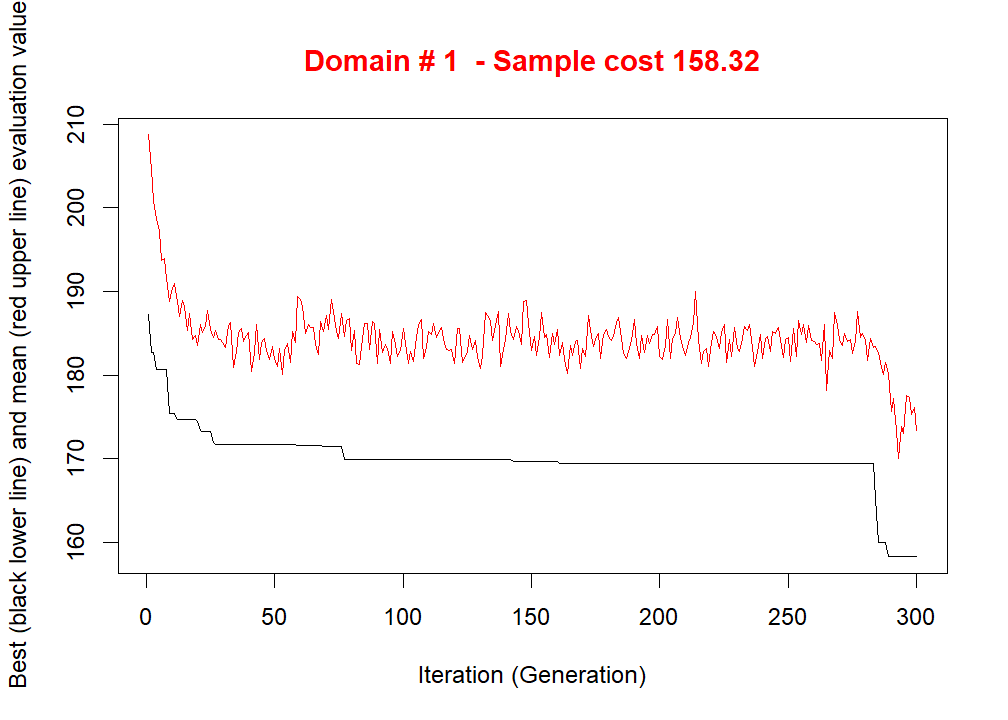 Domain # 1  - Sample cost 158.32
Best (black lower line) and mean (red upper line) evaluation value
210
200
190
180
170
160
0 50 100 150 200 250 300
Iteration (Generation)